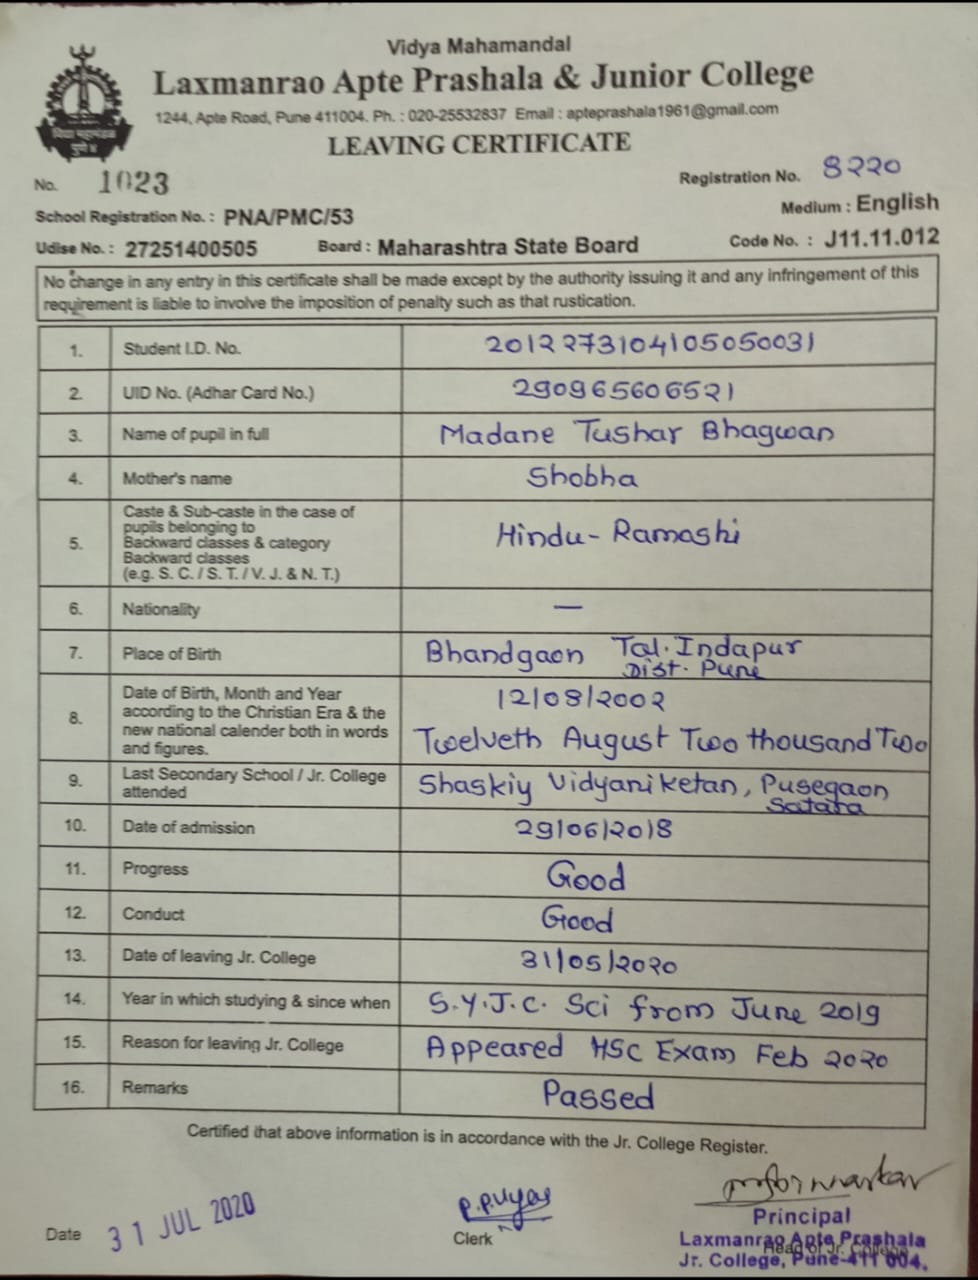 Vidya Mahamandal
Laxmanrao Apte Prashala & Junior College
1244, Apte Road, Pune 411004. Ph. : 020-25532837 Email : apteprashala1961@gmail.com
LEAVING CERTIFICATE
विद्या महामंडळ
पुणे ४
No. 1023
Registration No. 8220
School Registration No. : PNA/PMC/53
Medium : English
Udise No. : 27251400505 Board : Maharashtra State Board Code No. : J11.11.012
No change in any entry in this certificate shall be made except by the authority issuing it and any infringement of this
requirement is liable to involve the imposition of penalty such as that rustication.
1. Student I.D. No. 2012273104105050031
2. UID No. (Adhar Card No.) 290965606521
3. Name of pupil in full Madane Tushar Bhagwan
4. Mother's name Shobha
5. Caste & Sub-caste in the case of
pupils belonging to
Backward classes & category
Backward classes
(e.g. S. C. / S. T. / V. J. & N. T.)
Hindu - Ramoshi
6. Nationality —
7. Place of Birth Bhandgaon Tal. Indapur
Dist. Pune
8. Date of Birth, Month and Year
according to the Christian Era & the
new national calender both in words
and figures.
12/08/2002
Twelveth August Two thousand Two
9. Last Secondary School / Jr. College
attended
Shaskiy Vidyaniketan, Pusegaon
Satara
10. Date of admission 29/06/2018
11. Progress Good
12. Conduct Good
13. Date of leaving Jr. College 31/05/2020
14. Year in which studying & since when S.Y.J.C. Sci from June 2019
15. Reason for leaving Jr. College Appeared HSC Exam Feb 2020
16. Remarks Passed
Certified that above information is in accordance with the Jr. College Register.
Date 31 JUL 2020
P.P.Vyas
Clerk
Principal
Laxmanrao Apte Prashala
Head of Jr. College
Jr. College, Pune-411 004.